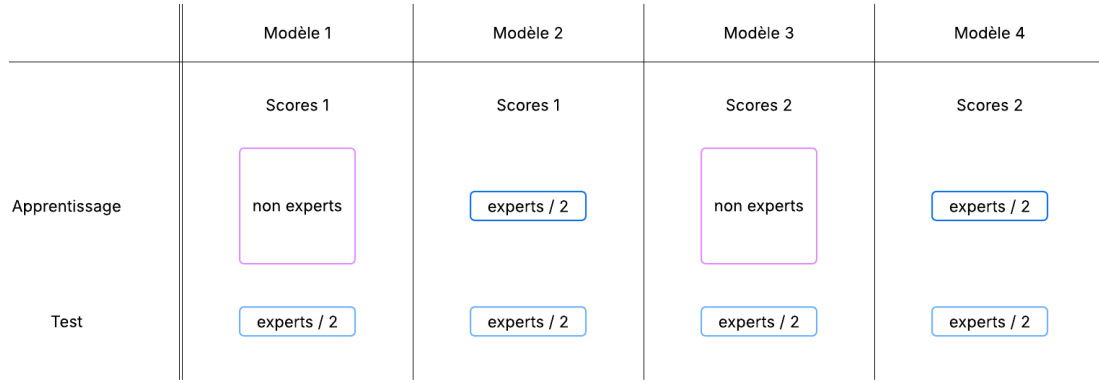 Modèle 1 Modèle 2 Modèle 3 Modèle 4
Scores 1 Scores 1 Scores 2 Scores 2
Apprentissage non experts experts / 2 non experts experts / 2
Test experts / 2 experts / 2 experts / 2 experts / 2